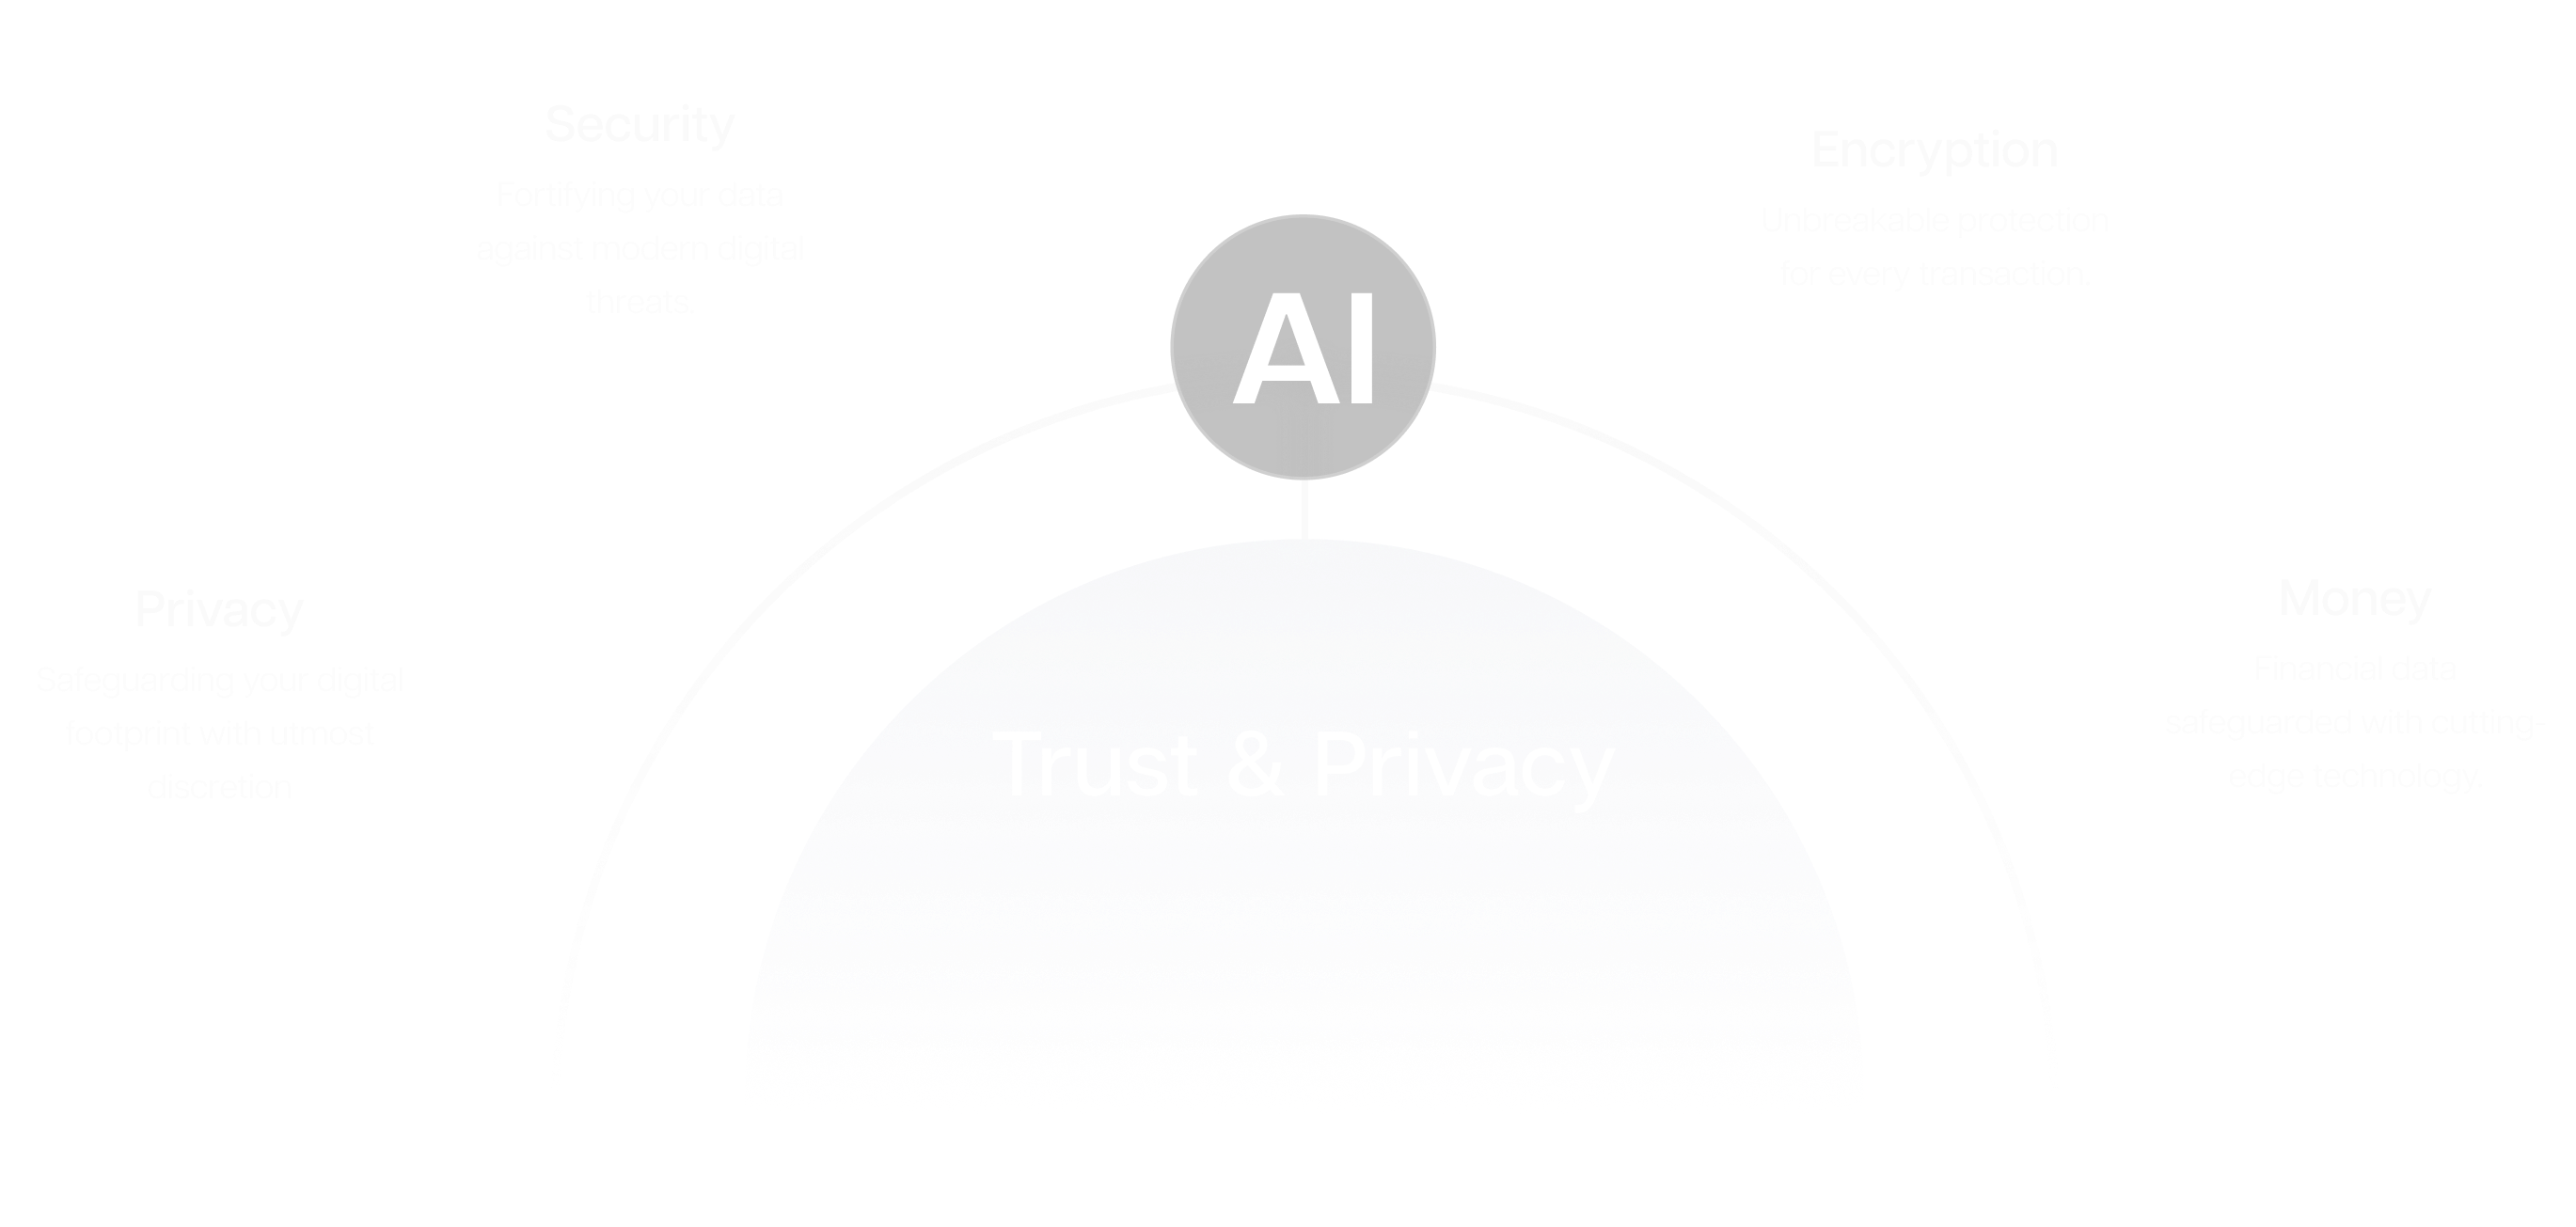 Security
Fortifying your data
against modern digital
threats.
Encryption
Unbreakable protection
for every transaction.
AI
Privacy
Safeguarding your digital
footprint with utmost
discretion
Money
Financial data
safeguarded with cutting-
edge technology.
Trust & Privacy